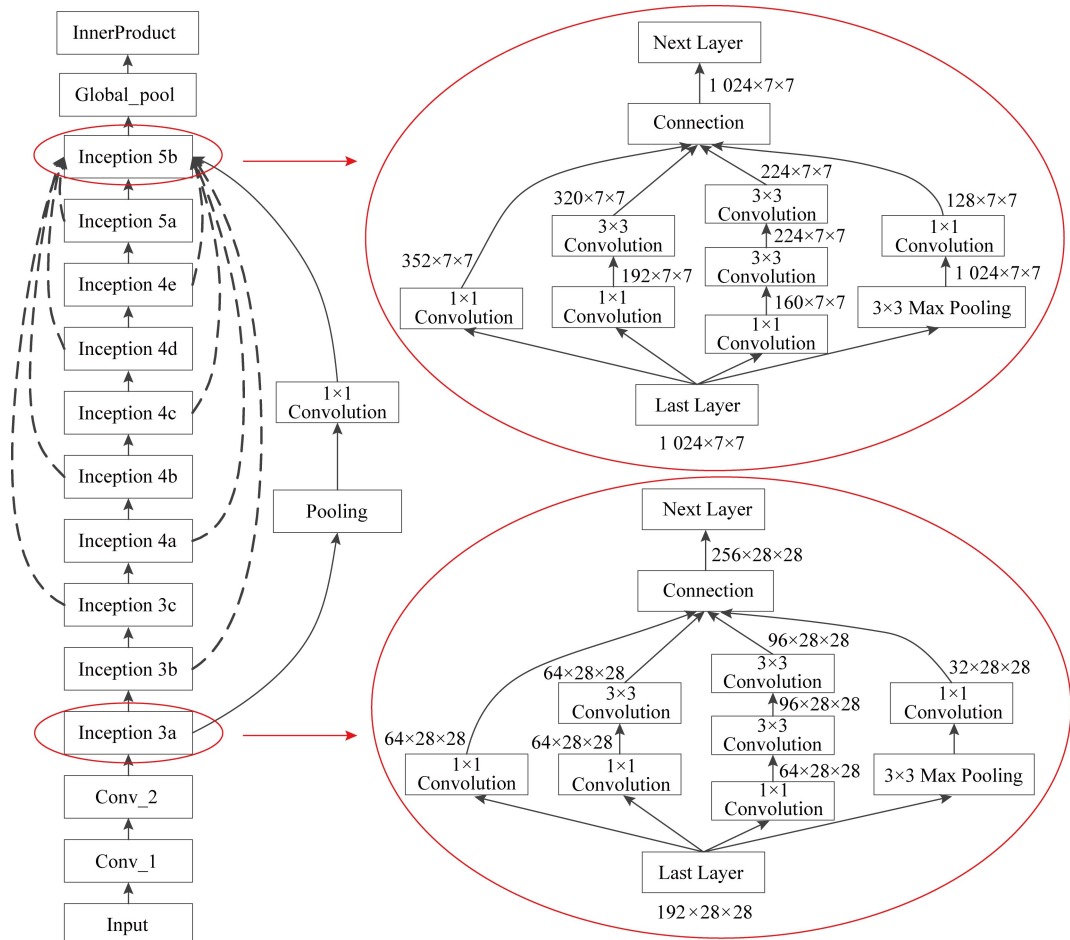 InnerProduct
Global_pool
Inception 5b
Inception 5a
Inception 4e
Inception 4d
Inception 4c
Inception 4b
Inception 4a
Inception 3c
Inception 3b
Inception 3a
Conv_2
Conv_1
Input
1×1
Convolution
Pooling
Next Layer
1 024×7×7
Connection
224×7×7
320×7×7
3×3
Convolution
128×7×7
3×3
Convolution
1×1
Convolution
224×7×7
352×7×7
192×7×7
3×3
Convolution
1 024×7×7
1×1
Convolution
1×1
Convolution
160×7×7
3×3 Max Pooling
1×1
Convolution
Last Layer
1 024×7×7
Next Layer
256×28×28
Connection
96×28×28
64×28×28
3×3
Convolution
32×28×28
3×3
Convolution
1×1
Convolution
96×28×28
64×28×28
64×28×28
3×3
Convolution
1×1
Convolution
1×1
Convolution
64×28×28
3×3 Max Pooling
1×1
Convolution
Last Layer
192×28×28